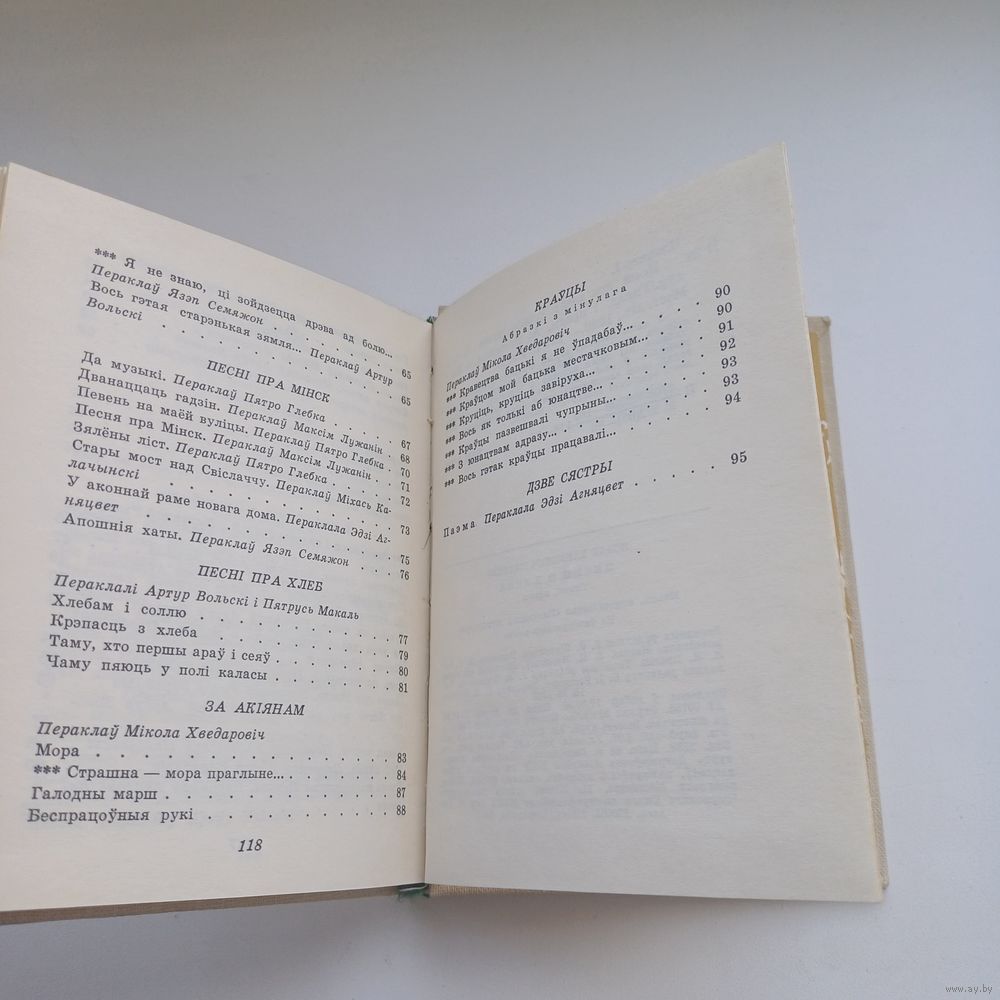 *** Я не знаю, ці зойдзецца дрэва ад болю...
Пераклаў Язэп Семяжон . . . . . . . 65
Вось гэтая старэнькая зямля... Пераклаў Артур
Вольскі . . . . . . . . . . 65
ПЕСНІ ПРА МІНСК
Да музыкі. Пераклаў Пятро Глебка
Дванаццаць гадзін. Пераклаў Максім Лужанін . 67
Певень на маёй вуліцы. Пераклаў Пятро Глебка . 68
Песня пра Мінск. Пераклаў Максім Лужанін . 70
Зялёны ліст. Пераклаў Пятро Глебка . . . 71
Стары мост над Свіслаччу. Пераклаў Міхась Ка- 72
лачынскі . . . . . . . . . .
У аконнай раме новага дома. Пераклала Эдзі Аг- 73
няцвет . . . . . . . . . . 75
Апошнія хаты. Пераклаў Язэп Семяжон . . . 76
ПЕСНІ ПРА ХЛЕБ
Пераклалі Артур Вольскі і Пятрусь Макаль
Хлебам і соллю . . . . . . . . . . 77
Крэпасць з хлеба . . . . . . . . . 79
Таму, хто першы араў і сеяў . . . . . . 80
Чаму пяюць у полі каласы . . . . . . 81
ЗА АКІЯНАМ
Пераклаў Мікола Хведаровіч
Мора . . . . . . . . . . . . . . 83
*** Страшна — мора праглыне... . . . . . . 84
Галодны марш . . . . . . . . . . . 87
Беспрацоўныя рукі . . . . . . . . . 88
118
КРАЎЦЫ
Абразкі з мінулага
Пераклаў Мікола Хведаровіч
*** Кравецтва бацькі я не ўпадабаў... . . . . 90
*** Краўцом мой бацька местачковым... . . . 90
*** Круціць, круціць завіруха... . . . . . 91
*** Вось як толькі аб юнацтве... . . . . . 92
*** Краўцы пазвешвалі чупрыны... . . . . . 93
*** З юнацтвам адразу... . . . . . . . 93
*** Вось гэтак краўцы працавалі... . . . . 94
ДЗВЕ СЯСТРЫ
Паэма Пераклала Эдзі Агняцвет . . . . . 95
www.ay.by